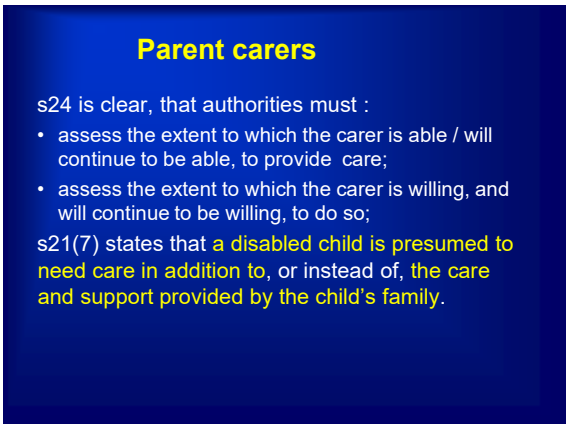 Parent carers
s24 is clear, that authorities must :
• assess the extent to which the carer is able / will
continue to be able, to provide care;
• assess the extent to which the carer is willing, and
will continue to be willing, to do so;
s21(7) states that a disabled child is presumed to
need care in addition to, or instead of, the care
and support provided by the child’s family.